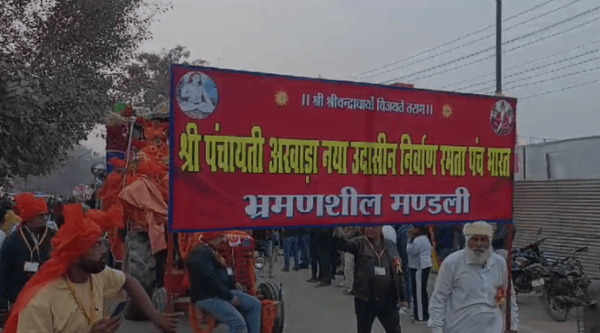 ।। श्री श्रीचन्द्राचार्यो विजयते तराम् ।।
श्री पंचायती अखाड़ा नया उदासीन निर्वाण रमता पंच भारत
भ्रमणशील मण्डली